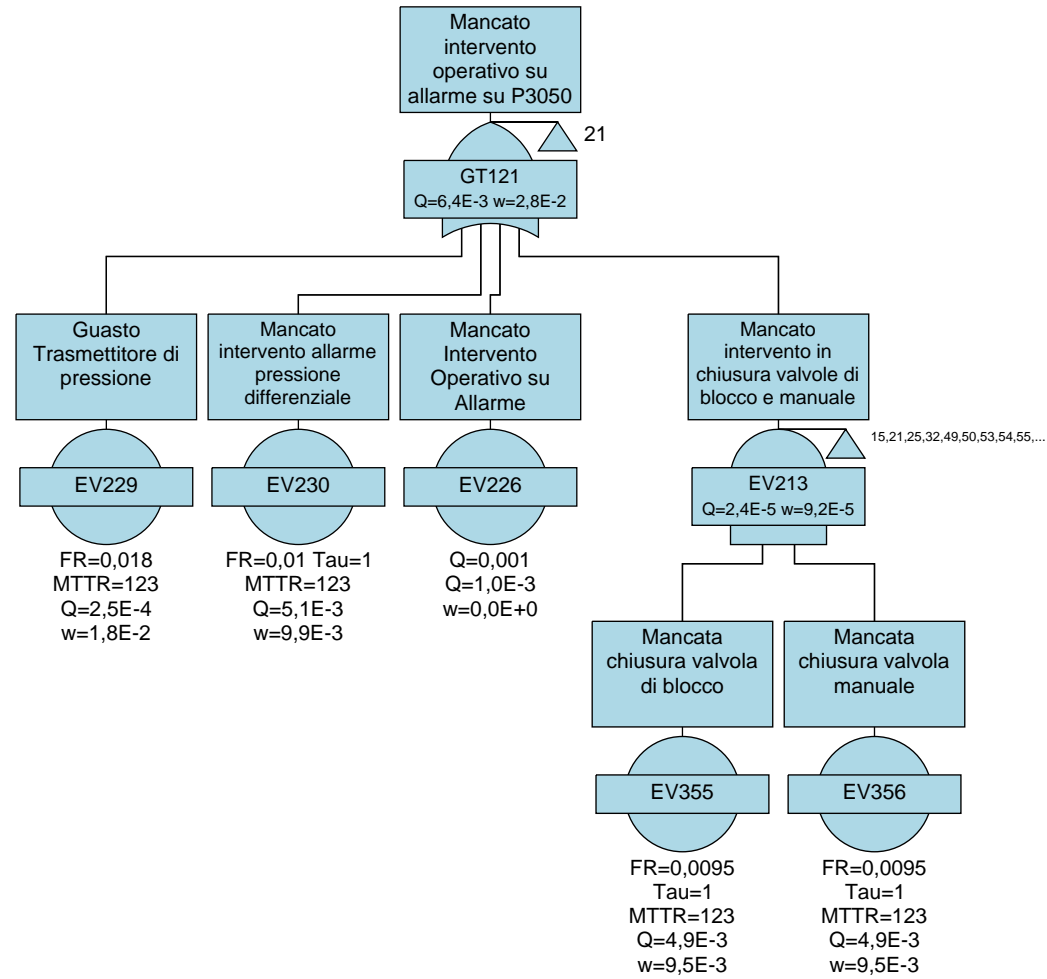 Mancato
intervento
operativo su
allarme su P3050
21
GT121
Q=6,4E-3 w=2,8E-2
Guasto
Trasmettitore di
pressione
EV229
FR=0,018
MTTR=123
Q=2,5E-4
w=1,8E-2
Mancato
intervento allarme
pressione
differenziale
EV230
FR=0,01 Tau=1
MTTR=123
Q=5,1E-3
w=9,9E-3
Mancato
Intervento
Operativo su
Allarme
EV226
Q=0,001
Q=1,0E-3
w=0,0E+0
Mancato
intervento in
chiusura valvole di
blocco e manuale
15,21,25,32,49,50,53,54,55,...
EV213
Q=2,4E-5 w=9,2E-5
Mancata
chiusura valvola
di blocco
EV355
FR=0,0095
Tau=1
MTTR=123
Q=4,9E-3
w=9,5E-3
Mancata
chiusura valvola
manuale
EV356
FR=0,0095
Tau=1
MTTR=123
Q=4,9E-3
w=9,5E-3